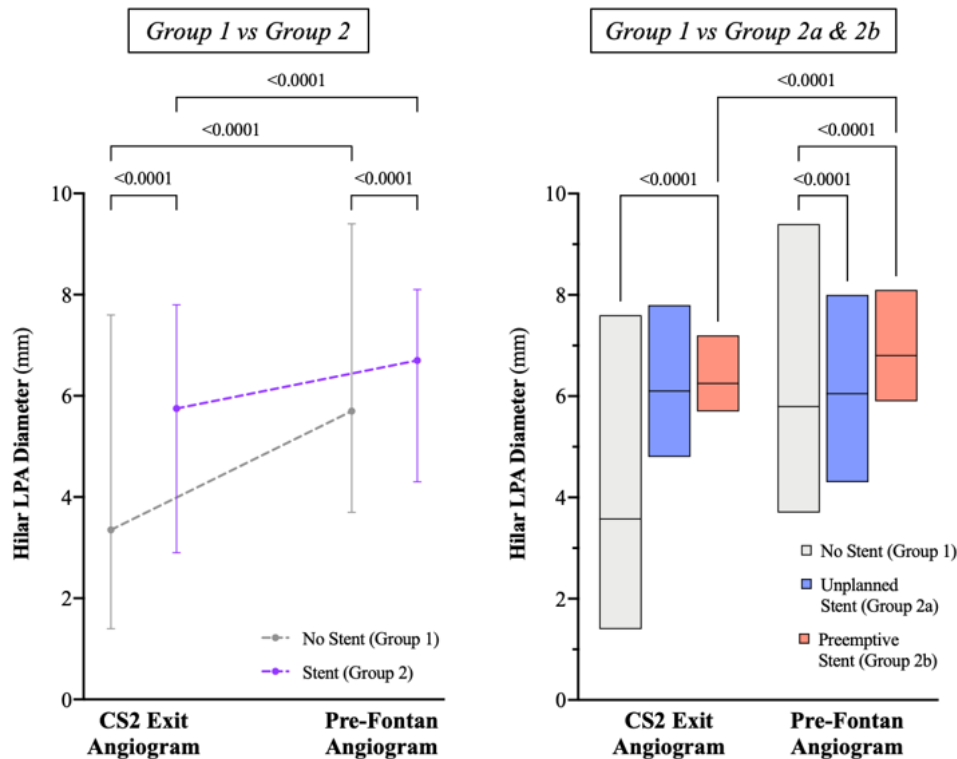 Group 1 vs Group 2
<0.0001
<0.0001
<0.0001
<0.0001
10
8
6
4
2
0
Hilar LPA Diameter (mm)
No Stent (Group 1)
Stent (Group 2)
CS2 Exit
Angiogram
Pre-Fontan
Angiogram
Group 1 vs Group 2a & 2b
<0.0001
<0.0001
<0.0001
<0.0001
10
8
6
4
2
0
Hilar LPA Diameter (mm)
No Stent (Group 1)
Unplanned
Stent (Group 2a)
Preemptive
Stent (Group 2b)
CS2 Exit
Angiogram
Pre-Fontan
Angiogram